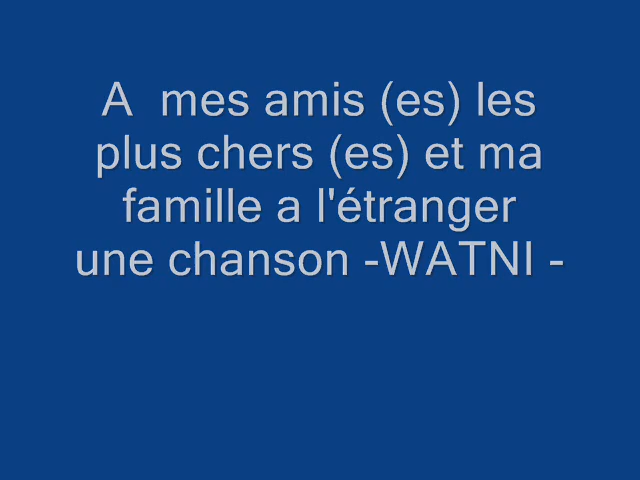 A  mes amis (es) les
plus chers (es) et ma
famille a l'étranger
une chanson -WATNI -